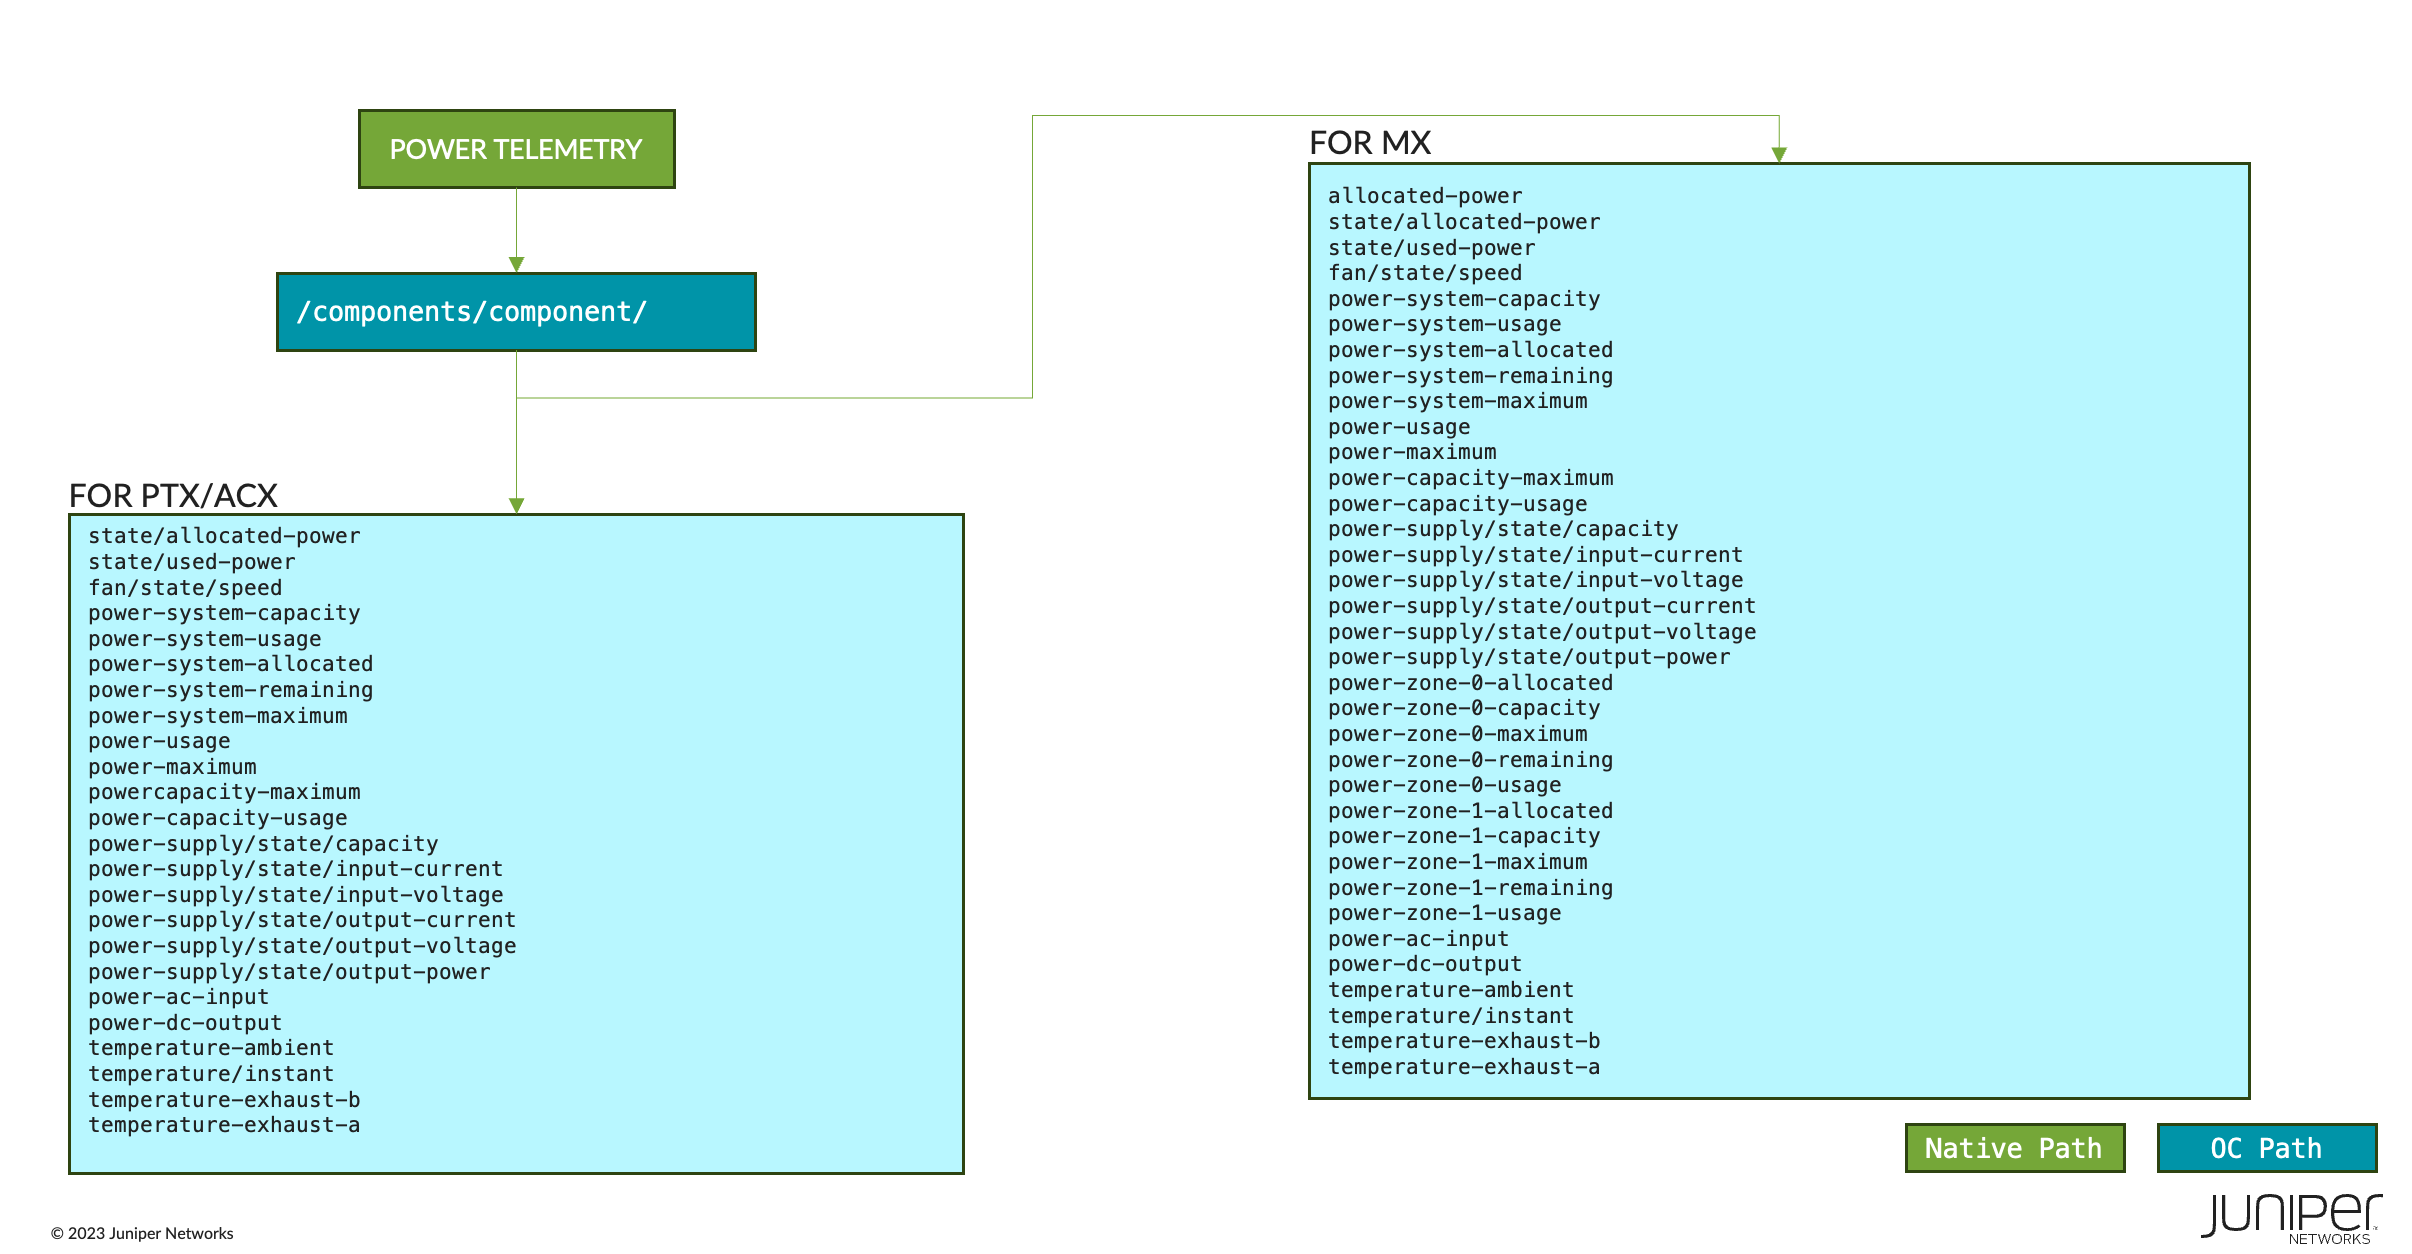 POWER TELEMETRY
/components/component/
FOR PTX/ACX
state/allocated-power
state/used-power
fan/state/speed
power-system-capacity
power-system-usage
power-system-allocated
power-system-remaining
power-system-maximum
power-usage
power-maximum
powercapacity-maximum
power-capacity-usage
power-supply/state/capacity
power-supply/state/input-current
power-supply/state/input-voltage
power-supply/state/output-current
power-supply/state/output-voltage
power-supply/state/output-power
power-ac-input
power-dc-output
temperature-ambient
temperature/instant
temperature-exhaust-b
temperature-exhaust-a
FOR MX
allocated-power
state/allocated-power
state/used-power
fan/state/speed
power-system-capacity
power-system-usage
power-system-allocated
power-system-remaining
power-system-maximum
power-usage
power-maximum
power-capacity-maximum
power-capacity-usage
power-supply/state/capacity
power-supply/state/input-current
power-supply/state/input-voltage
power-supply/state/output-current
power-supply/state/output-voltage
power-supply/state/output-power
power-zone-0-allocated
power-zone-0-capacity
power-zone-0-maximum
power-zone-0-remaining
power-zone-0-usage
power-zone-1-allocated
power-zone-1-capacity
power-zone-1-maximum
power-zone-1-remaining
power-zone-1-usage
power-ac-input
power-dc-output
temperature-ambient
temperature/instant
temperature-exhaust-b
temperature-exhaust-a
Native Path
OC Path
© 2023 Juniper Networks
JUNIPEr
NETWORKS